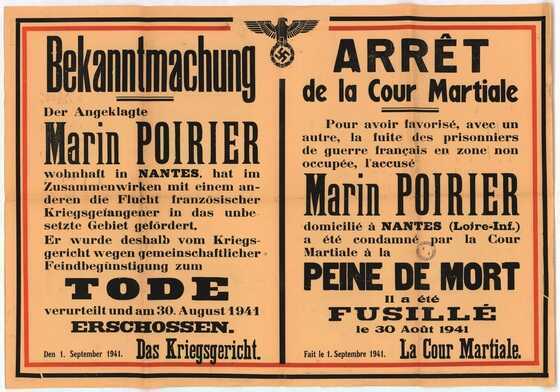 Bekanntmachung
Der Angeklagte
Marin POIRIER
wohnhaft in NANTES, hat im
Zusammenwirken mit einem an-
deren die Flucht französischer
Kriegsgefangener in das unbe-
setzte Gebiet gefördert.
Er wurde deshalb vom Kriegs-
gericht wegen gemeinschaftlicher
Feindbegünstigung zum
TODE
verurteilt und am 30. August 1941
ERSCHOSSEN.
Den 1. September 1941. Das Kriegsgericht.
ARRÊT
de la Cour Martiale
Pour avoir favorisé, avec un
autre, la fuite des prisonniers
de guerre français en zone non
occupée, l'accusé
Marin POIRIER
domicilié à NANTES (Loire-Inf.)
a été condamné par la Cour
Martiale à la
PEINE DE MORT
Il a été
FUSILLÉ
le 30 Août 1941
Fait le 1. Septembre 1941. La Cour Martiale.